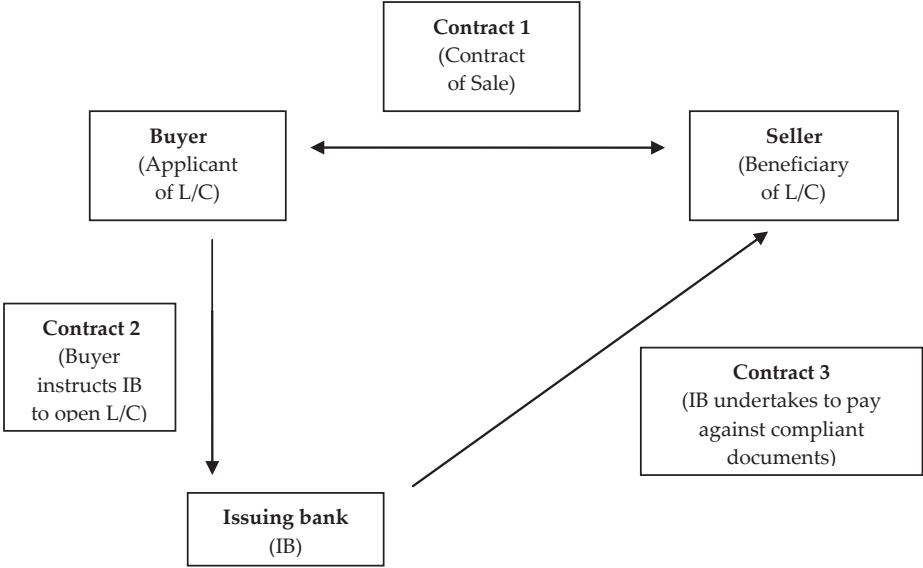 Contract 1
(Contract
of Sale)
Buyer
(Applicant
of L/C)
Seller
(Beneficiary
of L/C)
Contract 2
(Buyer
instructs IB
to open L/C)
Contract 3
(IB undertakes to pay
against compliant
documents)
Issuing bank
(IB)